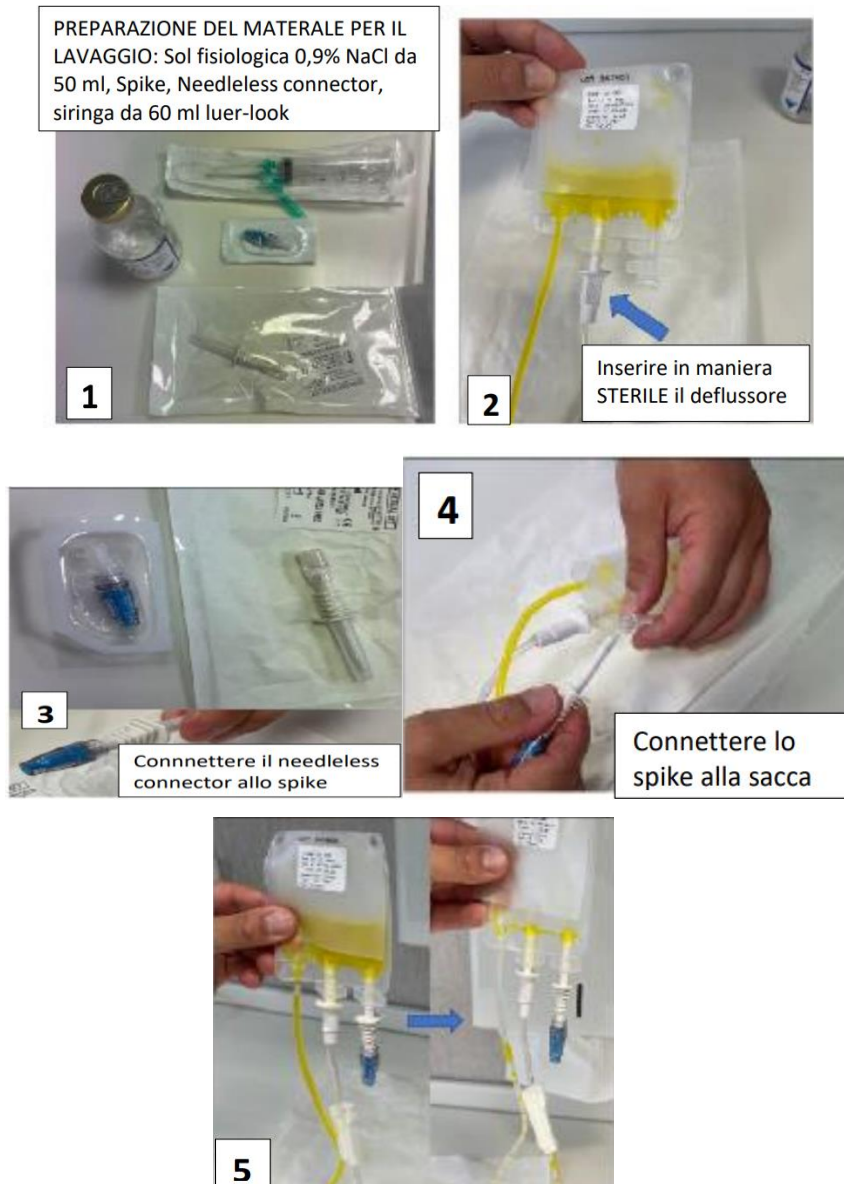 PREPARAZIONE DEL MATERALE PER IL
LAVAGGIO: Sol fisiologica 0,9% NaCl da
50 ml, Spike, Needleless connector,
siringa da 60 ml luer-look
1
2
Inserire in maniera
STERILE il deflussore
3
Connnettere il needleless
connector allo spike
4
Connettere lo
spike alla sacca
5